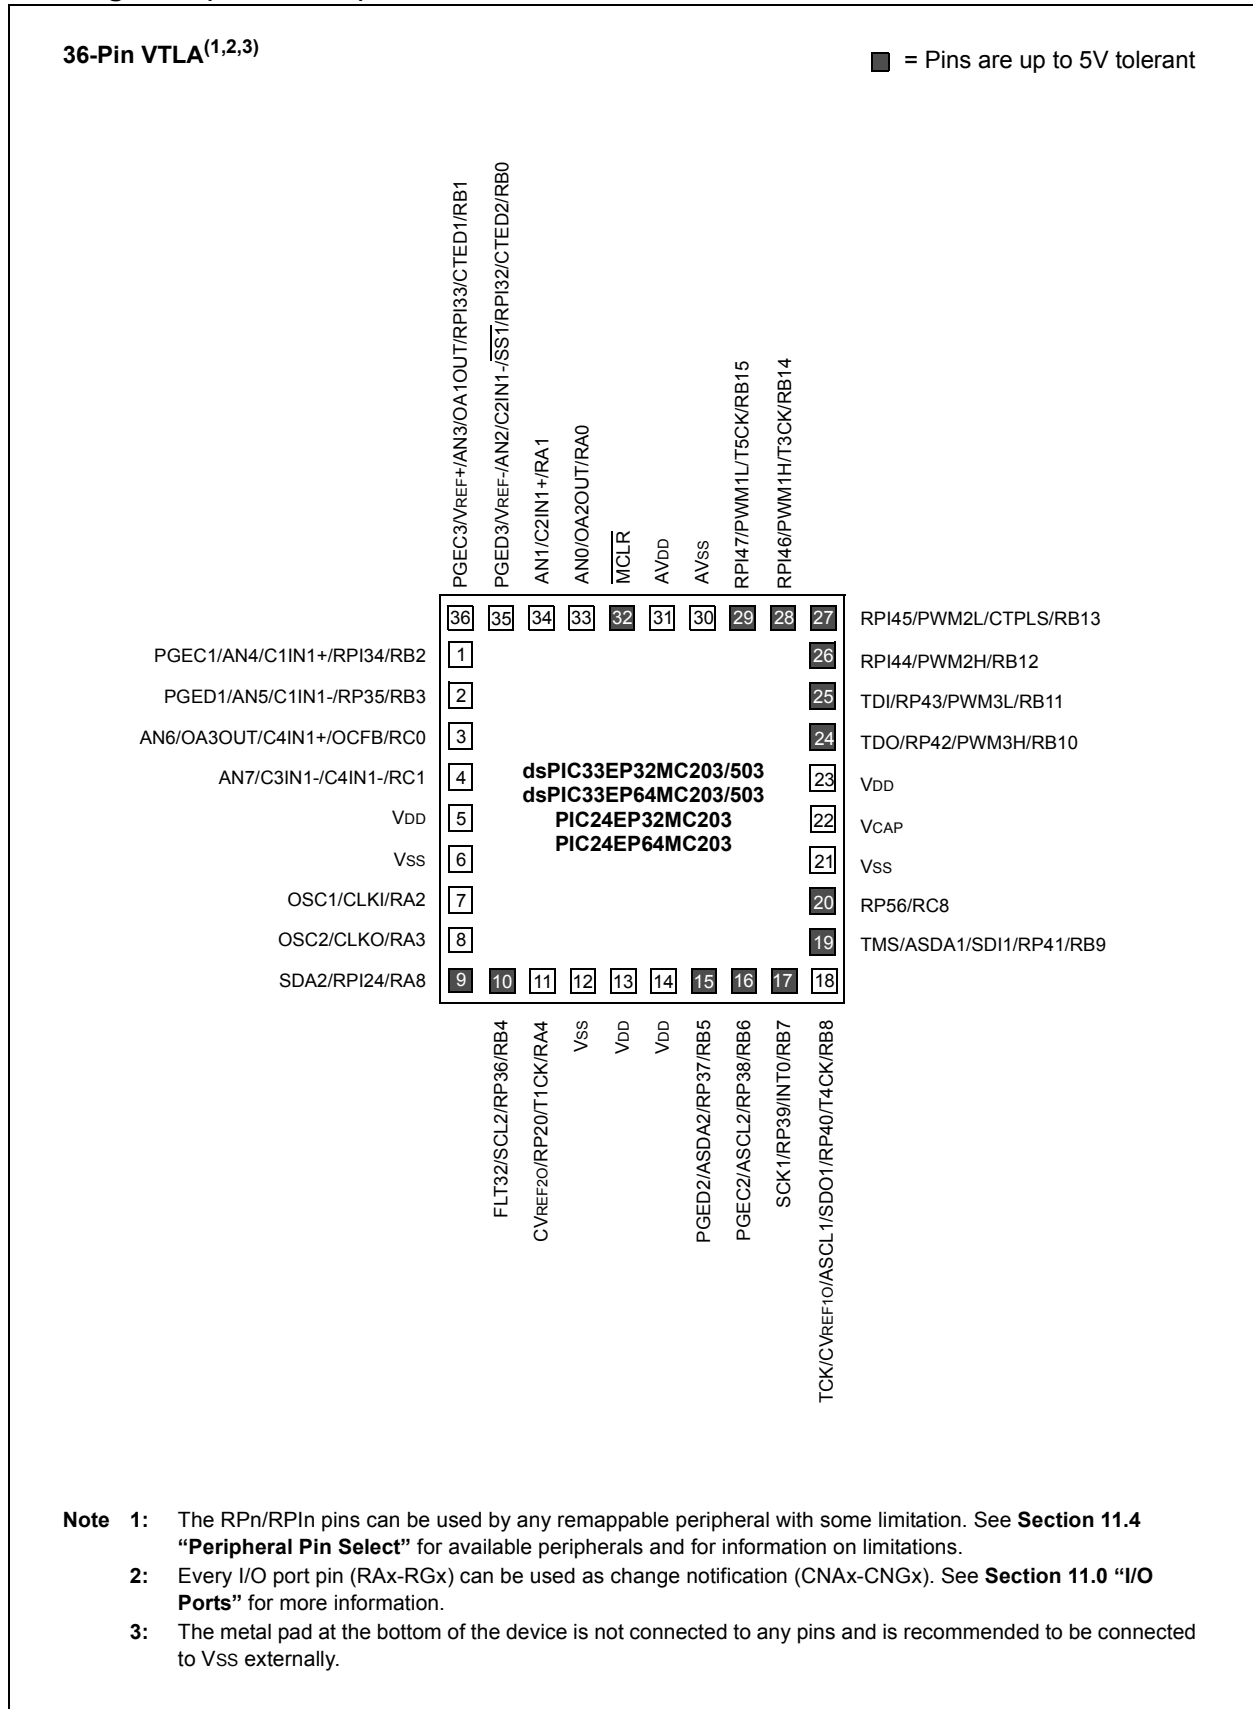 36-Pin VTLA(1,2,3)
= Pins are up to 5V tolerant
PGEC3/VREF+/AN3/OA1OUT/RPI33/CTED1/RB1
PGED3/VREF-/AN2/C2IN1-/SS1/RPI32/CTED2/RB0
AN1/C2IN1+/RA1
AN0/OA2OUT/RA0
MCLR
AVDD
AVSS
RPI47/PWM1L/T5CK/RB15
RPI46/PWM1H/T3CK/RB14
36 35 34 33 32 31 30 29 28 27 RPI45/PWM2L/CTPLS/RB13
PGEC1/AN4/C1IN1+/RPI34/RB2 1 26 RPI44/PWM2H/RB12
PGED1/AN5/C1IN1-/RP35/RB3 2 25 TDI/RP43/PWM3L/RB11
AN6/OA3OUT/C4IN1+/OCFB/RC0 3 24 TDO/RP42/PWM3H/RB10
AN7/C3IN1-/C4IN1-/RC1 4 23 VDD
dsPIC33EP32MC203/503
dsPIC33EP64MC203/503
PIC24EP32MC203
PIC24EP64MC203
VDD 5 22 VCAP
VSS 6 21 VSS
OSC1/CLKI/RA2 7 20 RP56/RC8
OSC2/CLKO/RA3 8 19 TMS/ASDA1/SDI1/RP41/RB9
SDA2/RPI24/RA8 9 10 11 12 13 14 15 16 17 18
FLT32/SCL2/RP36/RB4
CVREF2O/RP20/T1CK/RA4
VSS
VDD
VDD
PGED2/ASDA2/RP37/RB5
PGEC2/ASCL2/RP38/RB6
SCK1/RP39/INT0/RB7
TCK/CVREF1O/ASCL1/SDO1/RP40/T4CK/RB8
Note 1: The RPn/RPIn pins can be used by any remappable peripheral with some limitation. See Section 11.4
“Peripheral Pin Select” for available peripherals and for information on limitations.
2: Every I/O port pin (RAx-RGx) can be used as change notification (CNAx-CNGx). See Section 11.0 “I/O
Ports” for more information.
3: The metal pad at the bottom of the device is not connected to any pins and is recommended to be connected
to VSS externally.